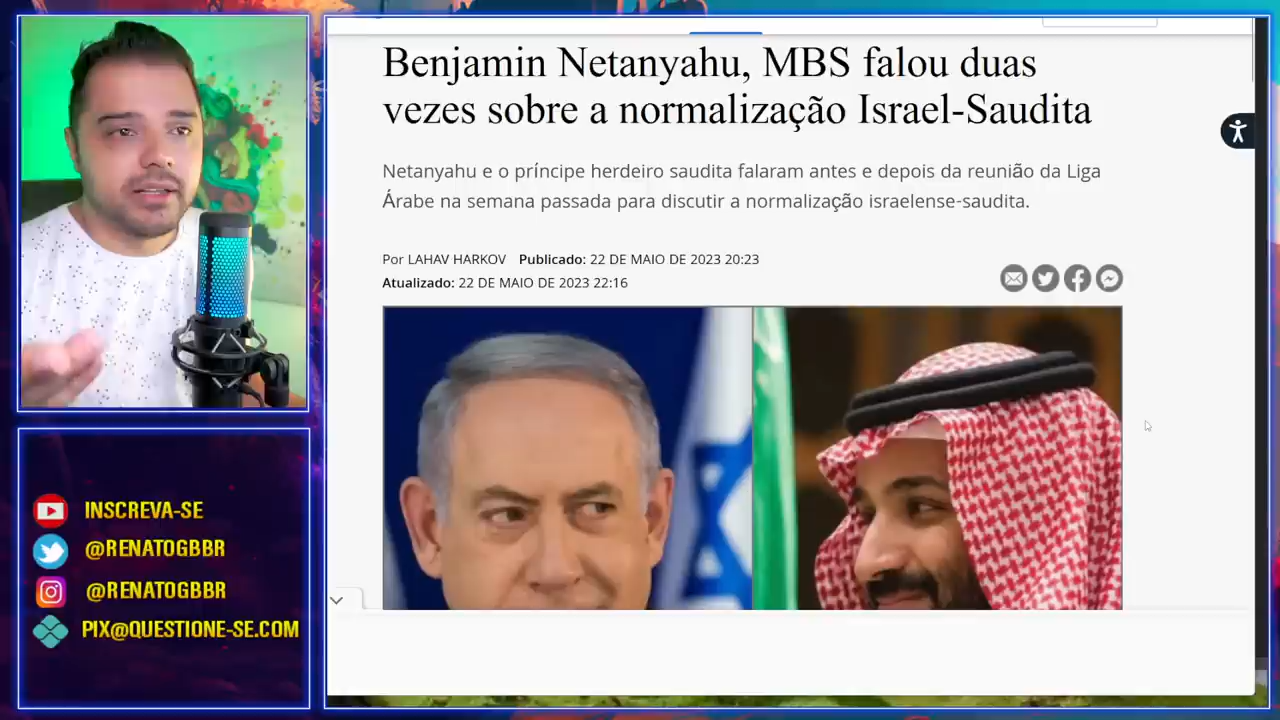 Benjamin Netanyahu, MBS falou duas
vezes sobre a normalização Israel-Saudita
Netanyahu e o príncipe herdeiro saudita falaram antes e depois da reunião da Liga
Árabe na semana passada para discutir a normalização israelense-saudita.
Por LAHAV HARKOV Publicado: 22 DE MAIO DE 2023 20:23
Atualizado: 22 DE MAIO DE 2023 22:16
INSCREVA-SE
@RENATOGBBR
@RENATOGBBR
PIX@QUESTIONE-SE.COM